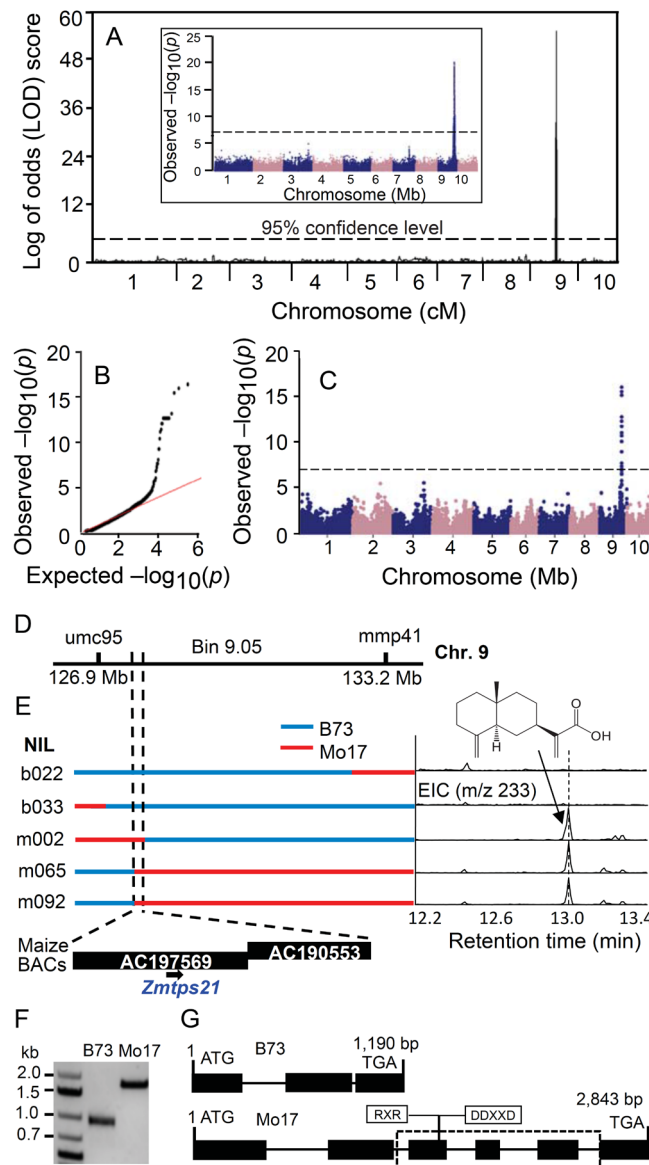 A
Log of odds (LOD) score
60
48
36
24
12
0
95% confidence level
1 2 3 4 5 6 7 8 9 10
Chromosome (cM)
Observed –log10(p)
25
20
15
10
5
0
1 2 3 4 5 6 7 8 9 10
Chromosome (Mb)
B
Observed –log10(p)
20
15
10
5
0
0 2 4 6
Expected –log10(p)
C
Observed –log10(p)
20
15
10
5
0
1 2 3 4 5 6 7 8 9 10
Chromosome (Mb)
D
umc95 Bin 9.05 mmp41
Chr. 9
126.9 Mb 133.2 Mb
E
NIL
B73
Mo17
b022
b033
m002
m065
m092
H
O
OH
EIC (m/z 233)
12.2 12.6 13.0 13.4
Retention time (min)
Maize
BACs
AC197569
AC190553
Zmtps21
F
B73 Mo17
kb
2.0
1.5
1.0
0.7
G
1 ATG B73 1,190 bp
TGA
1 ATG Mo17 RXR DDXXD 2,843 bp
TGA